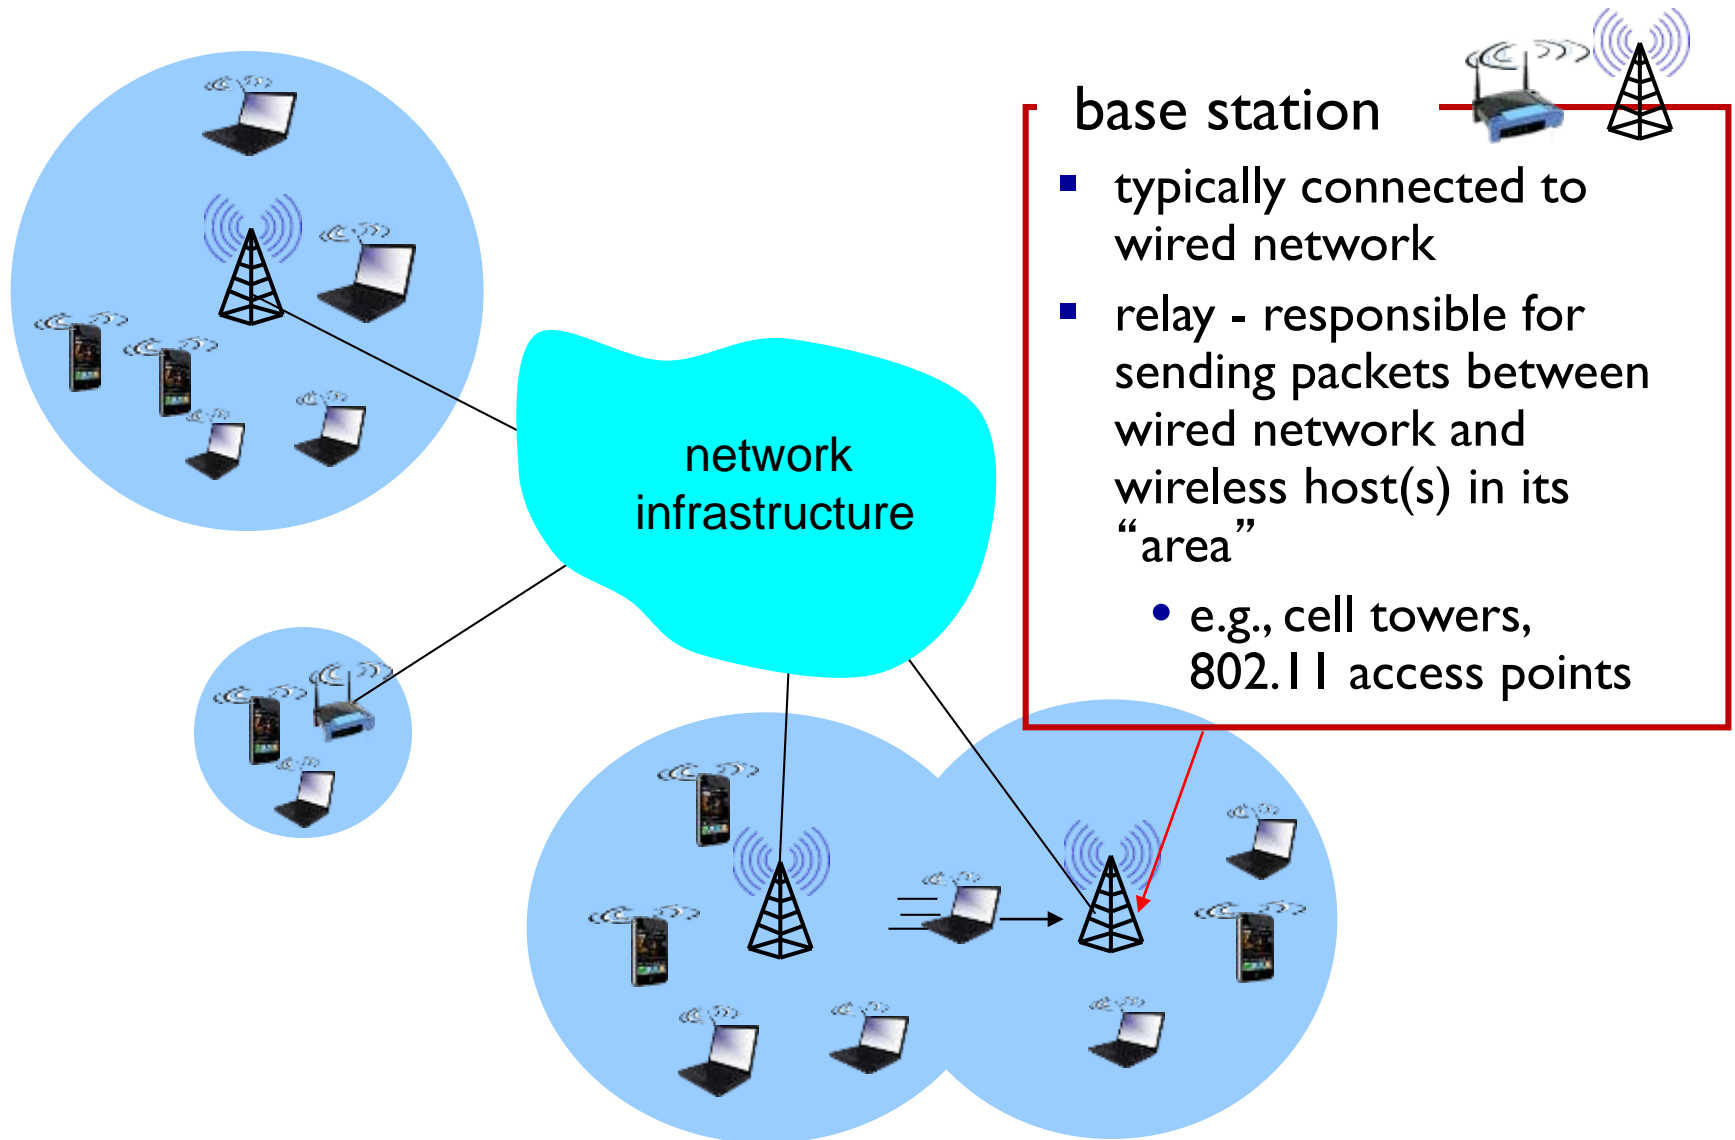 base station
▪ typically connected to
wired network
▪ relay - responsible for
sending packets between
wired network and
wireless host(s) in its
“area”
• e.g., cell towers,
802.11 access points
network
infrastructure